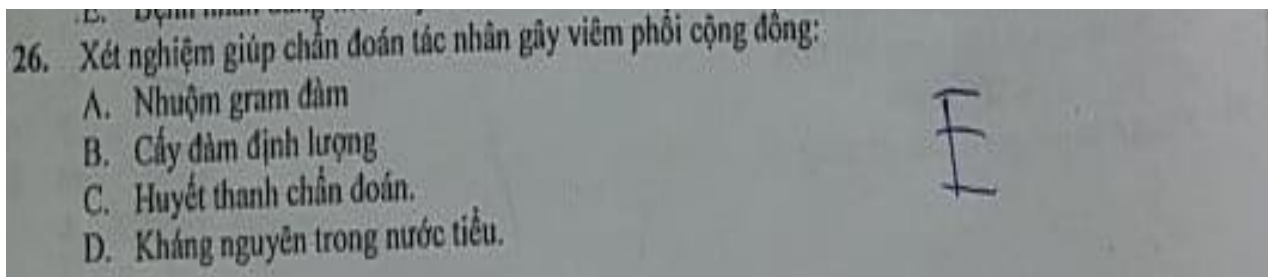 26. Xét nghiệm giúp chẩn đoán tác nhân gây viêm phổi cộng đồng:
A. Nhuộm gram đàm
B. Cấy đàm định lượng
C. Huyết thanh chẩn đoán.
D. Kháng nguyên trong nước tiểu.
E